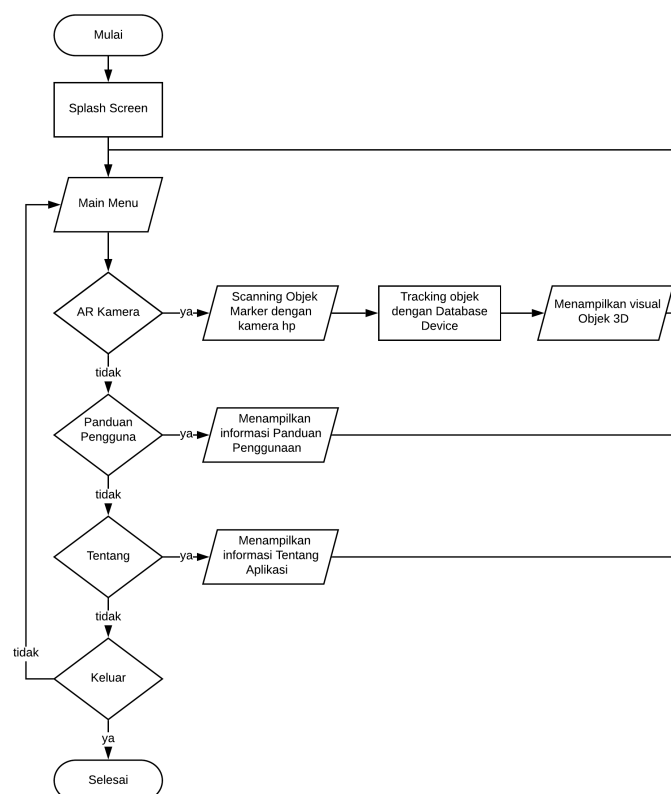 Mulai
Splash Screen
Main Menu
AR Kamera
ya
Scanning Objek
Marker dengan
kamera hp
Tracking objek
dengan Database
Device
Menampilkan visual
Objek 3D
tidak
Panduan
Pengguna
ya
Menampilkan
informasi Panduan
Penggunaan
tidak
Tentang
ya
Menampilkan
informasi Tentang
Aplikasi
tidak
tidak
Keluar
ya
Selesai